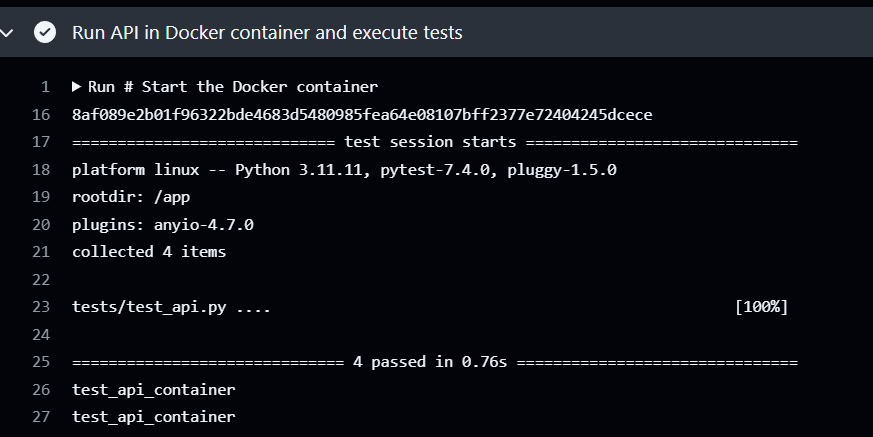 Run API in Docker container and execute tests
1 ▶ Run # Start the Docker container
16 8af089e2b01f96322bde4683d5480985fea64e08107bff2377e72404245dcece
17 ============================= test session starts ==============================
18 platform linux -- Python 3.11.11, pytest-7.4.0, pluggy-1.5.0
19 rootdir: /app
20 plugins: anyio-4.7.0
21 collected 4 items
22
23 tests/test_api.py .... [100%]
24
25 ============================== 4 passed in 0.76s ===============================
26 test_api_container
27 test_api_container